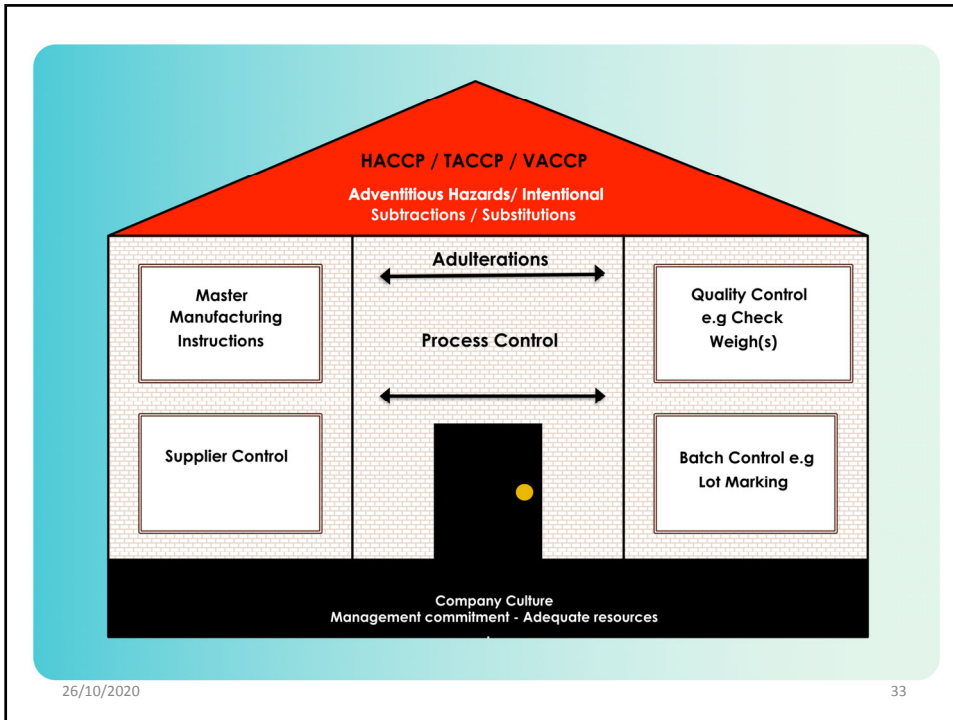 HACCP / TACCP / VACCP
Adventitious Hazards/ Intentional
Subtractions / Substitutions
Adulterations
Master
Manufacturing
Instructions
Process Control
Quality Control
e.g Check
Weigh(s)
Supplier Control
Batch Control e.g
Lot Marking
Company Culture
Management commitment - Adequate resources
26/10/2020
33